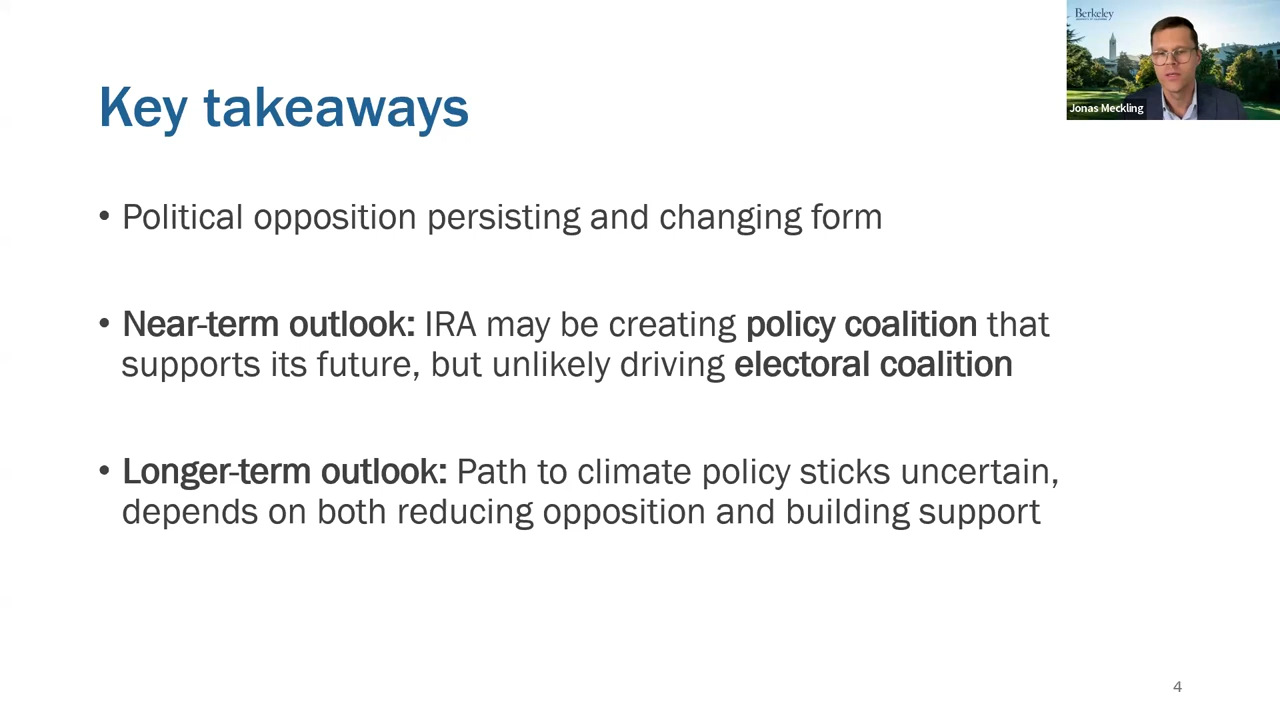 Berkeley
Jonas Meckling
Key takeaways
• Political opposition persisting and changing form
• Near-term outlook: IRA may be creating policy coalition that
supports its future, but unlikely driving electoral coalition
• Longer-term outlook: Path to climate policy sticks uncertain,
depends on both reducing opposition and building support
4